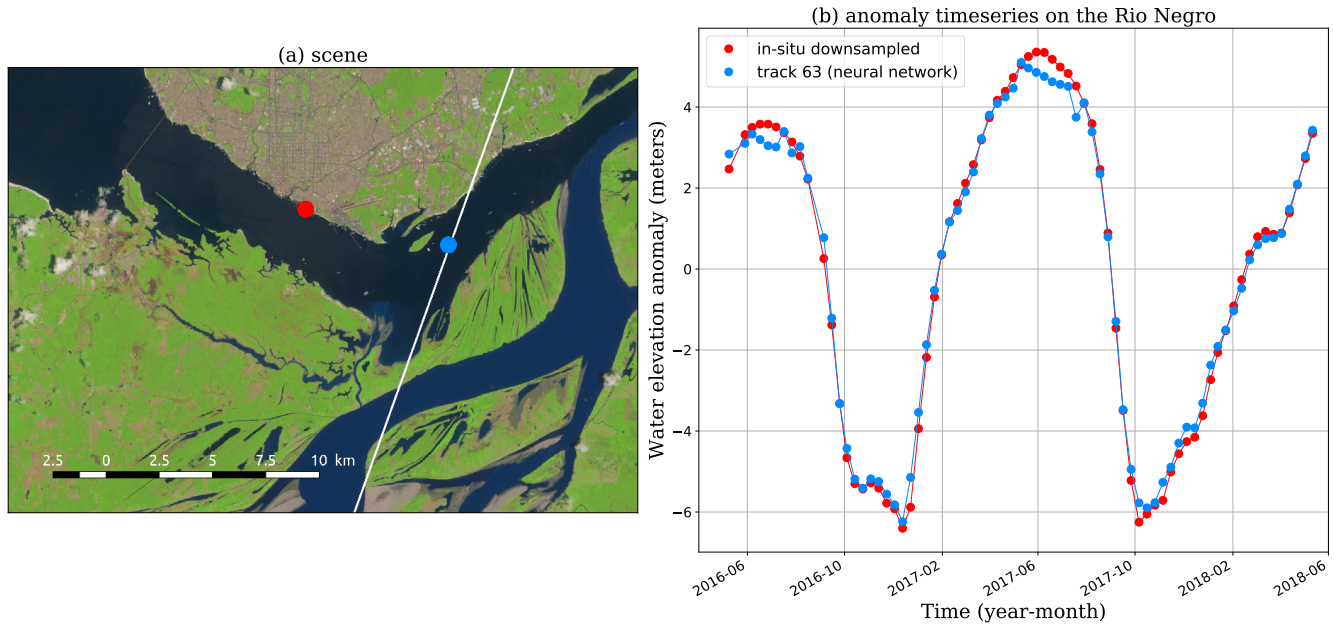 (a) scene
2.5 0 2.5 5 7.5 10 km
(b) anomaly timeseries on the Rio Negro
in-situ downsampled
track 63 (neural network)
Water elevation anomaly (meters)
4
2
0
−2
−4
−6
2016-06 2016-10 2017-02 2017-06 2017-10 2018-02 2018-06
Time (year-month)